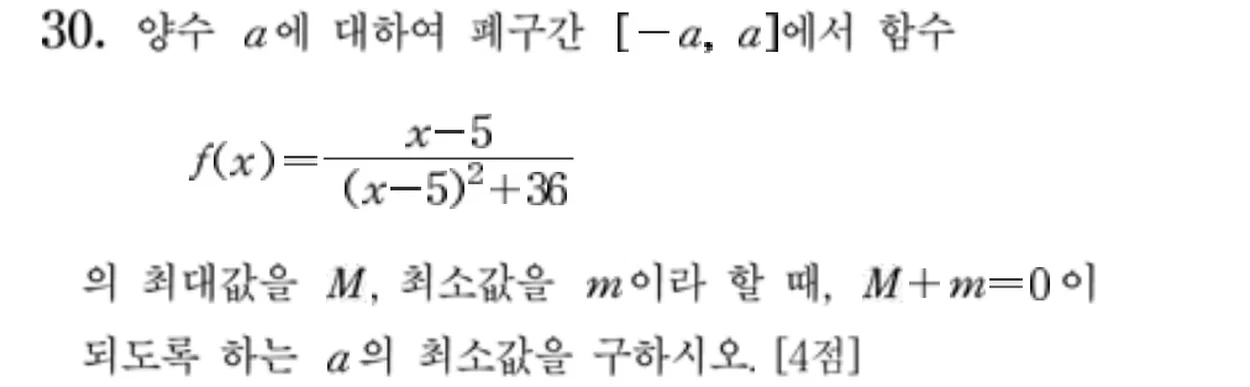 30. 양수 a에 대하여 폐구간 [-a, a]에서 함수
f(x)=\frac{x-5}{(x-5)^2+36}
의 최대값을 M, 최소값을 m이라 할 때, M+m=0이
되도록 하는 a의 최소값을 구하시오. [4점]